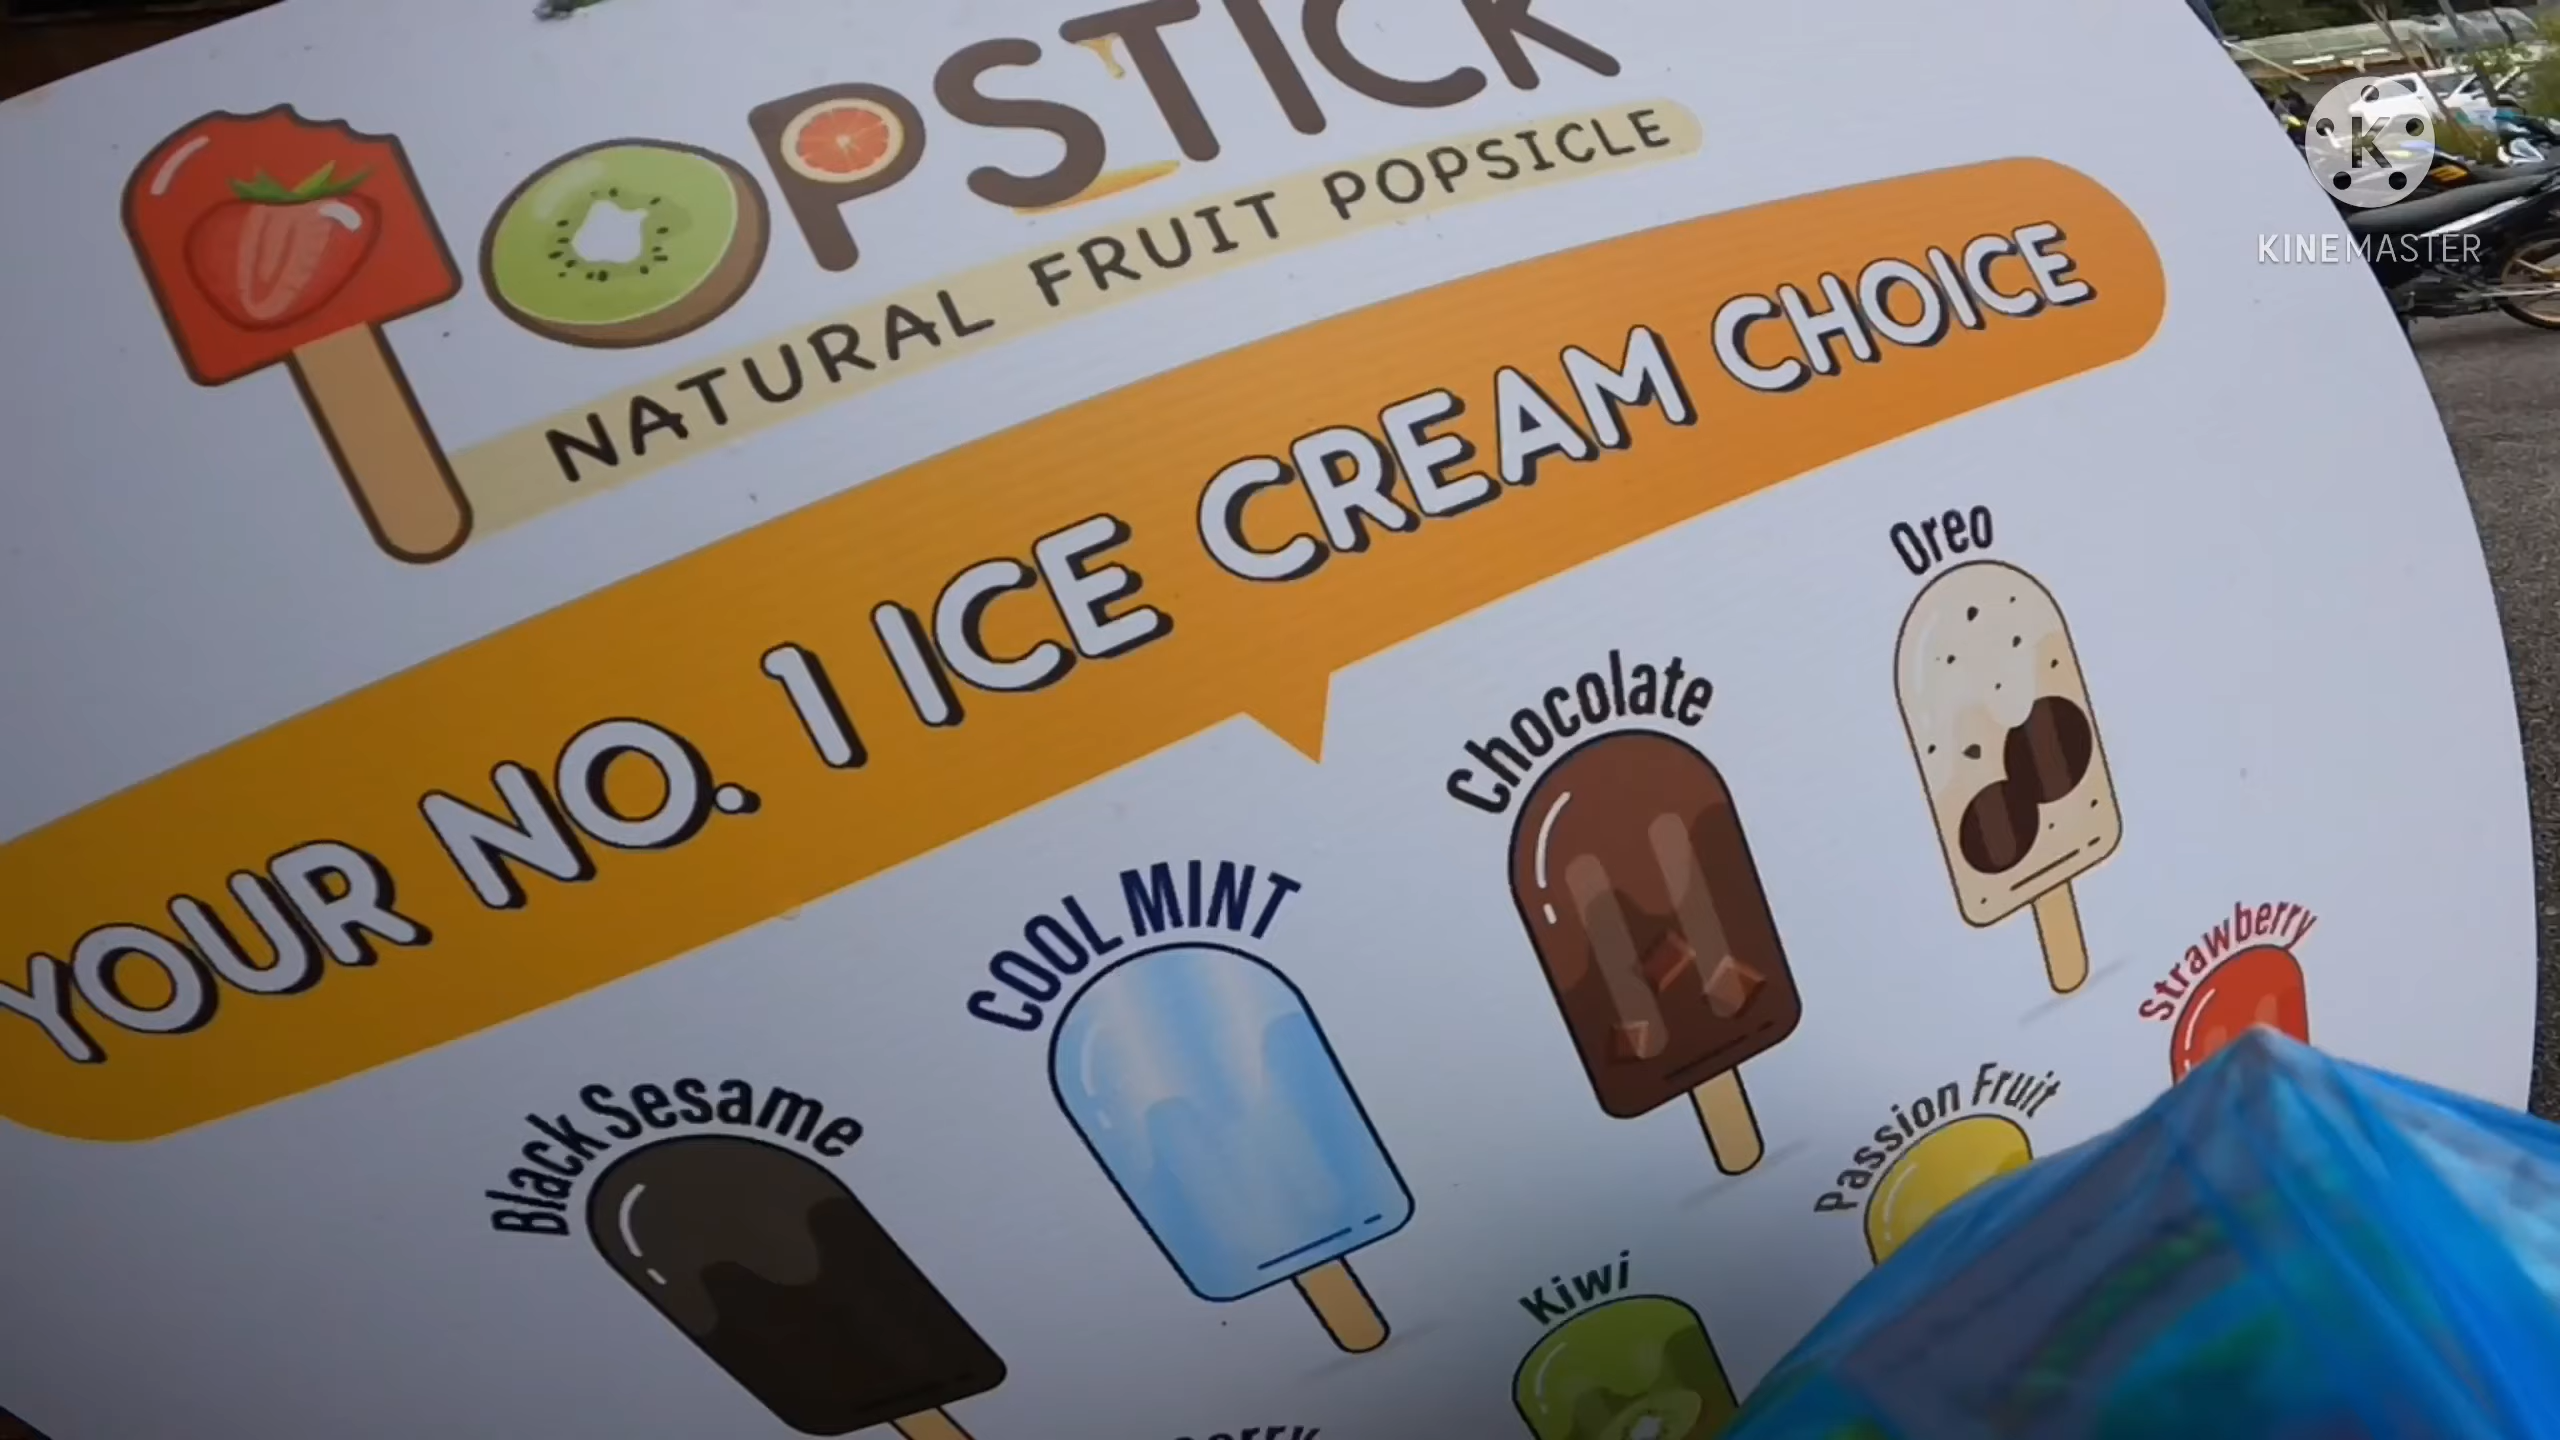 TOPSTICK
NATURAL FRUIT POPSICLE
YOUR NO. 1 ICE CREAM CHOICE
Oreo
Chocolate
COOL MINT
Black Sesame
Strawberry
Passion Fruit
Kiwi
KINEMASTER